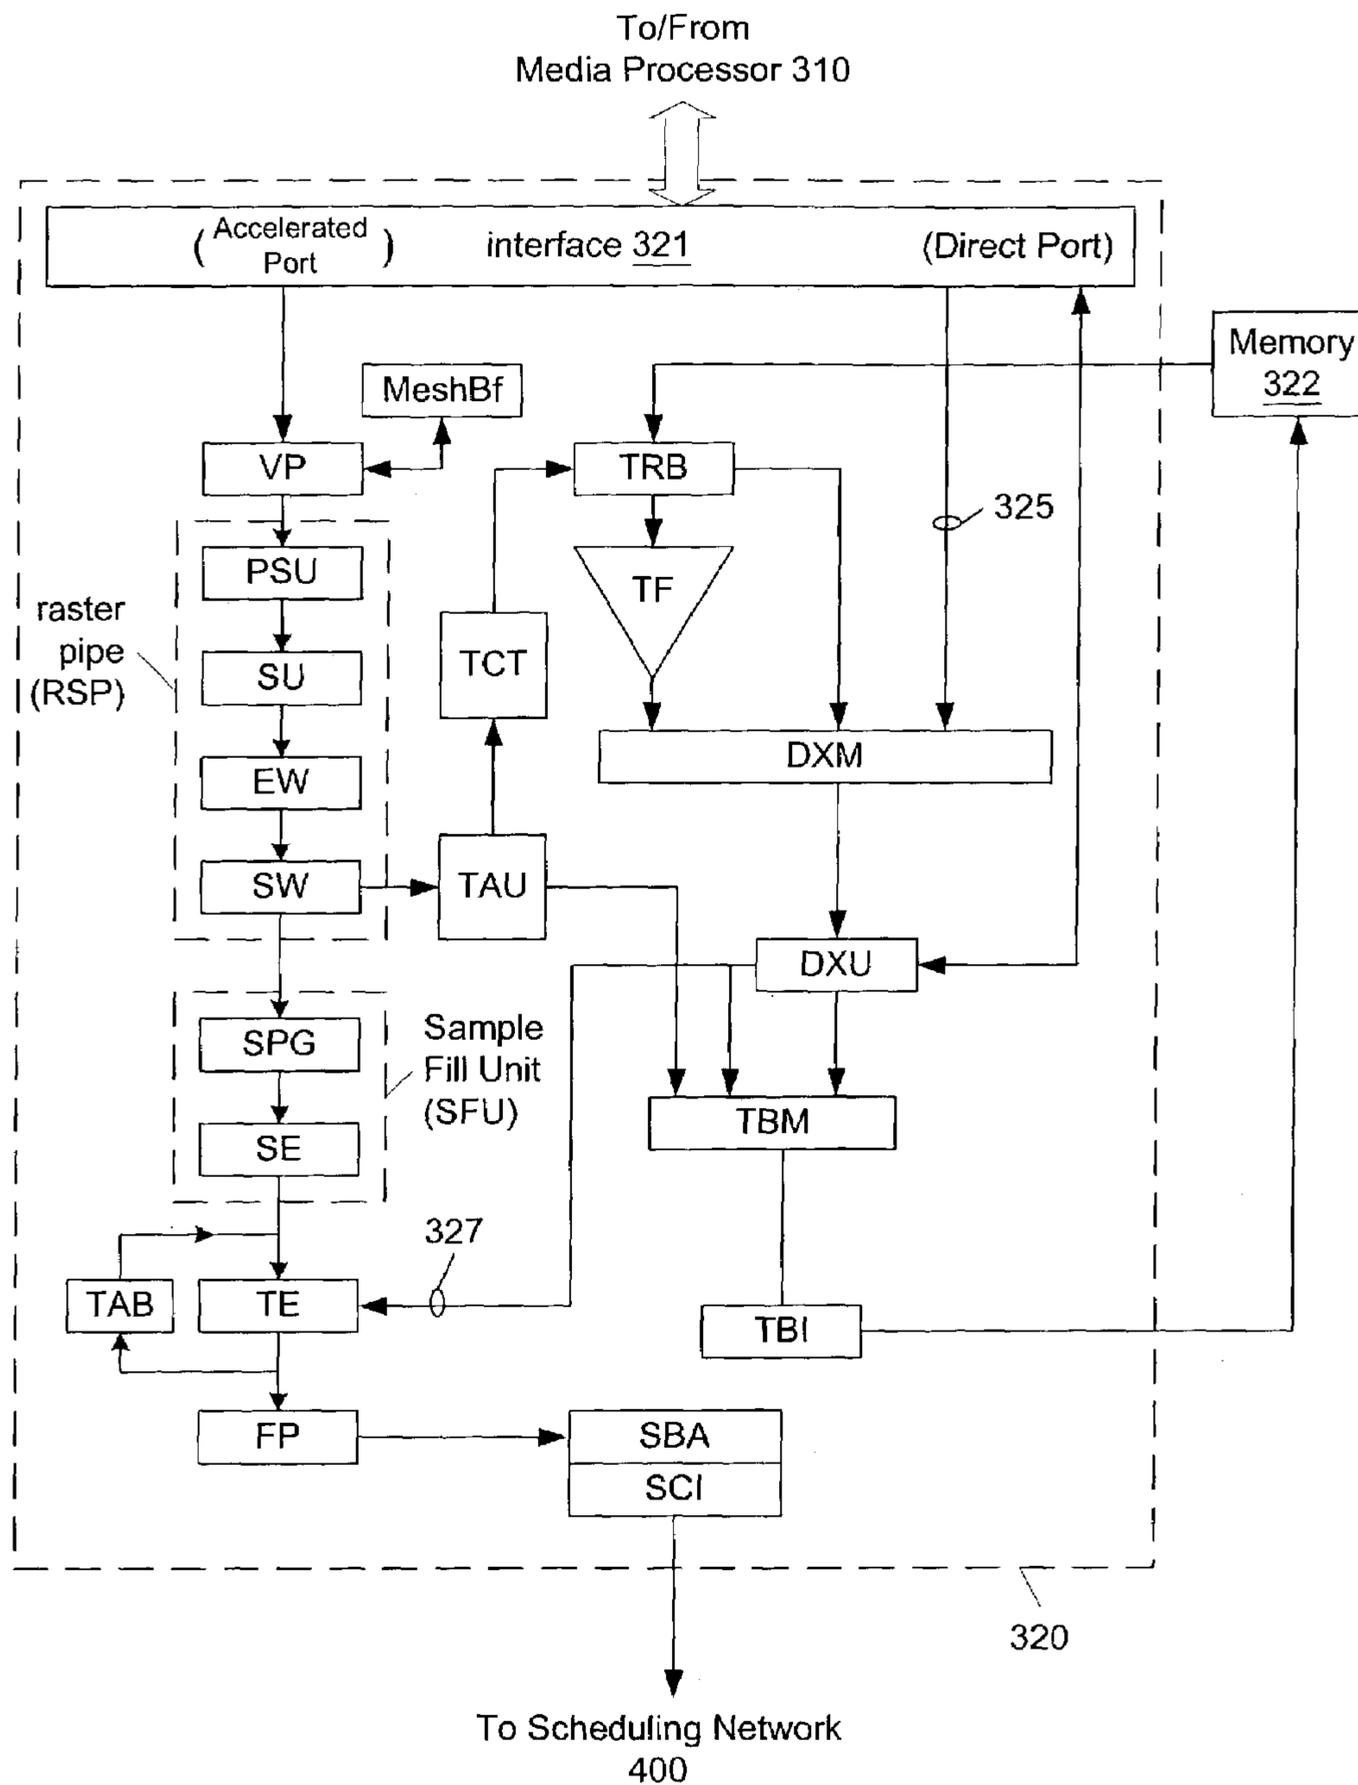 To/From
Media Processor 310
(Accelerated Port)
interface 321
(Direct Port)
Memory
322
MeshBf
VP
TRB
325
PSU
TF
raster
pipe
(RSP)
SU
TCT
EW
DXM
SW
TAU
DXU
SPG
Sample
Fill Unit
(SFU)
TBM
SE
327
TAB
TE
TBI
FP
SBA
SCI
320
To Scheduling Network
400